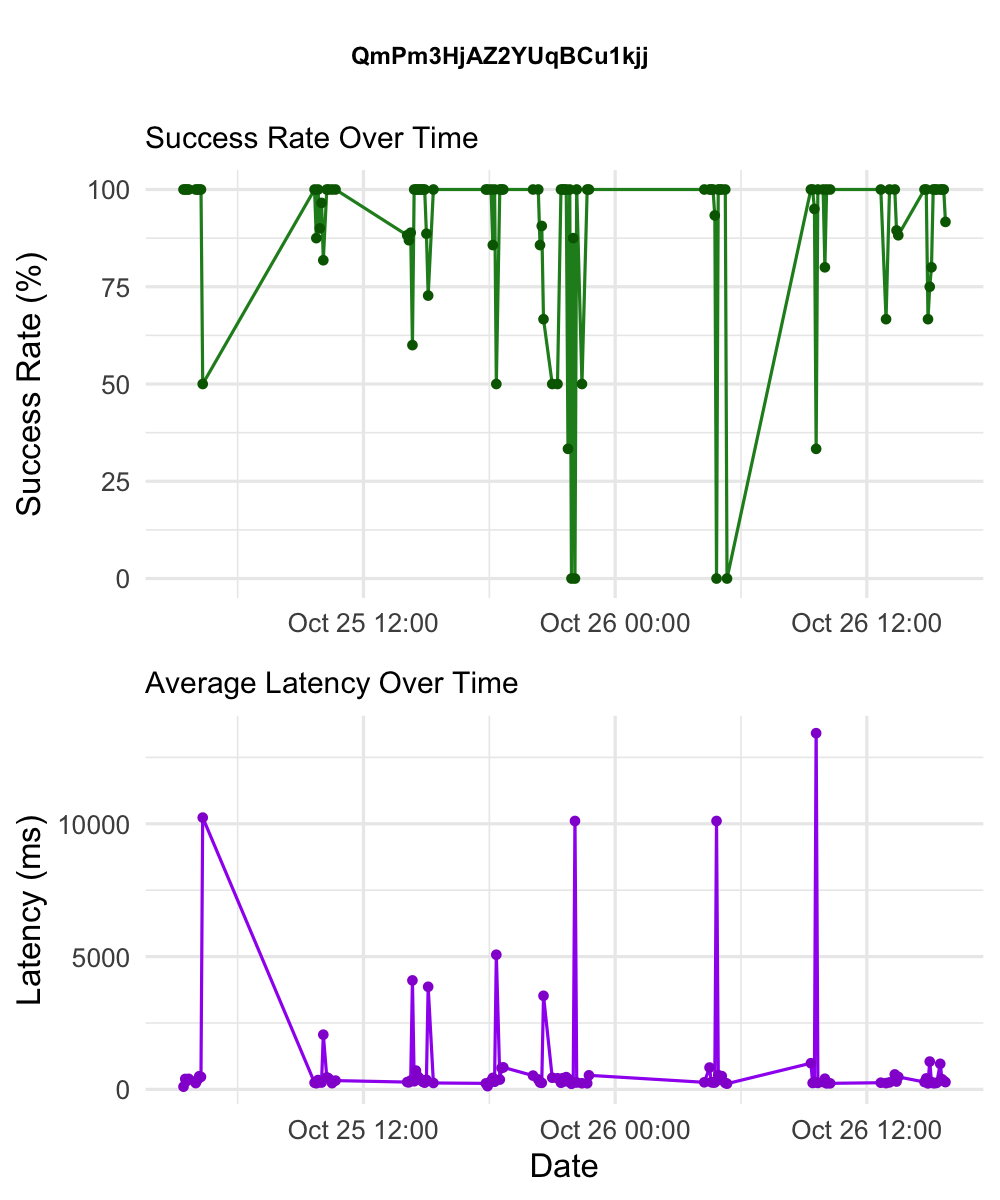 QmPm3HjAZ2YUqBCu1kjj
Success Rate Over Time
100
75
50
25
0
Success Rate (%)
Oct 25 12:00 Oct 26 00:00 Oct 26 12:00
Average Latency Over Time
10000
5000
0
Latency (ms)
Oct 25 12:00 Oct 26 00:00 Oct 26 12:00
Date